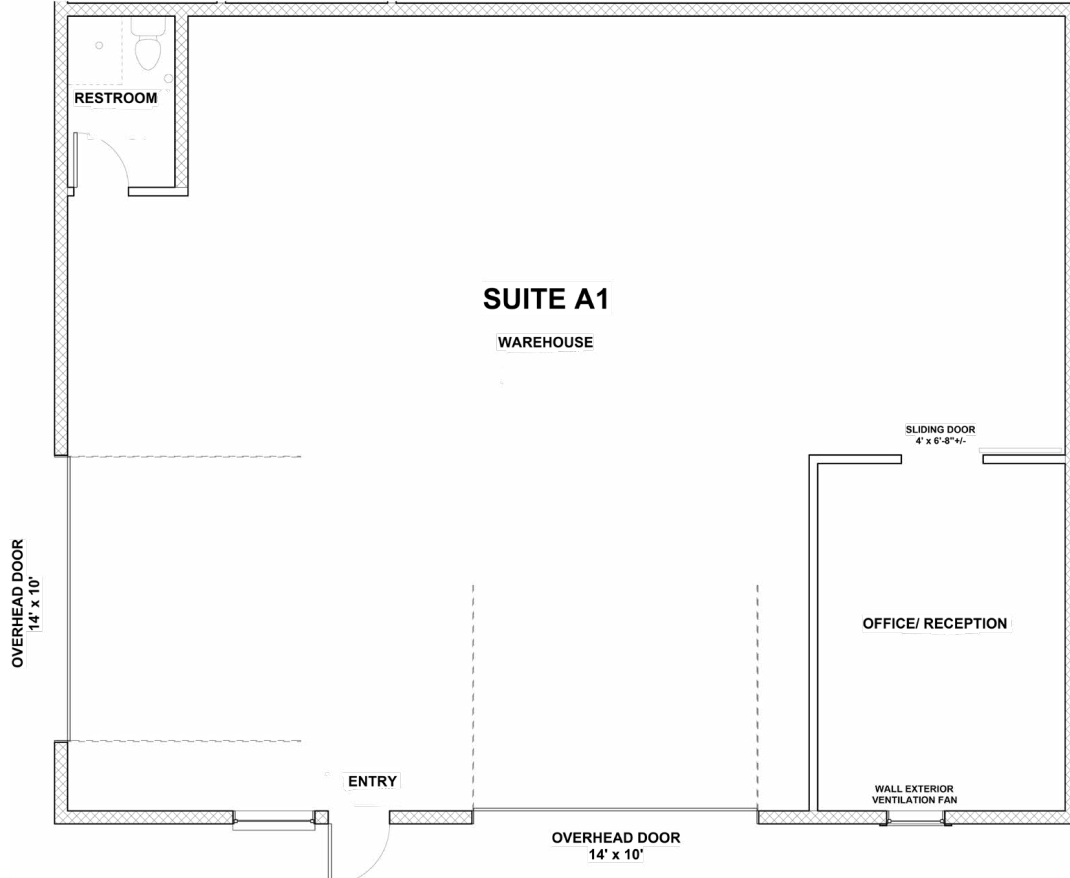 RESTROOM
SUITE A1
WAREHOUSE
SLIDING DOOR
4' x 6'-8"+/-
OVERHEAD DOOR
14' x 10'
OFFICE/ RECEPTION
ENTRY
WALL EXTERIOR
VENTILATION FAN
OVERHEAD DOOR
14' x 10'